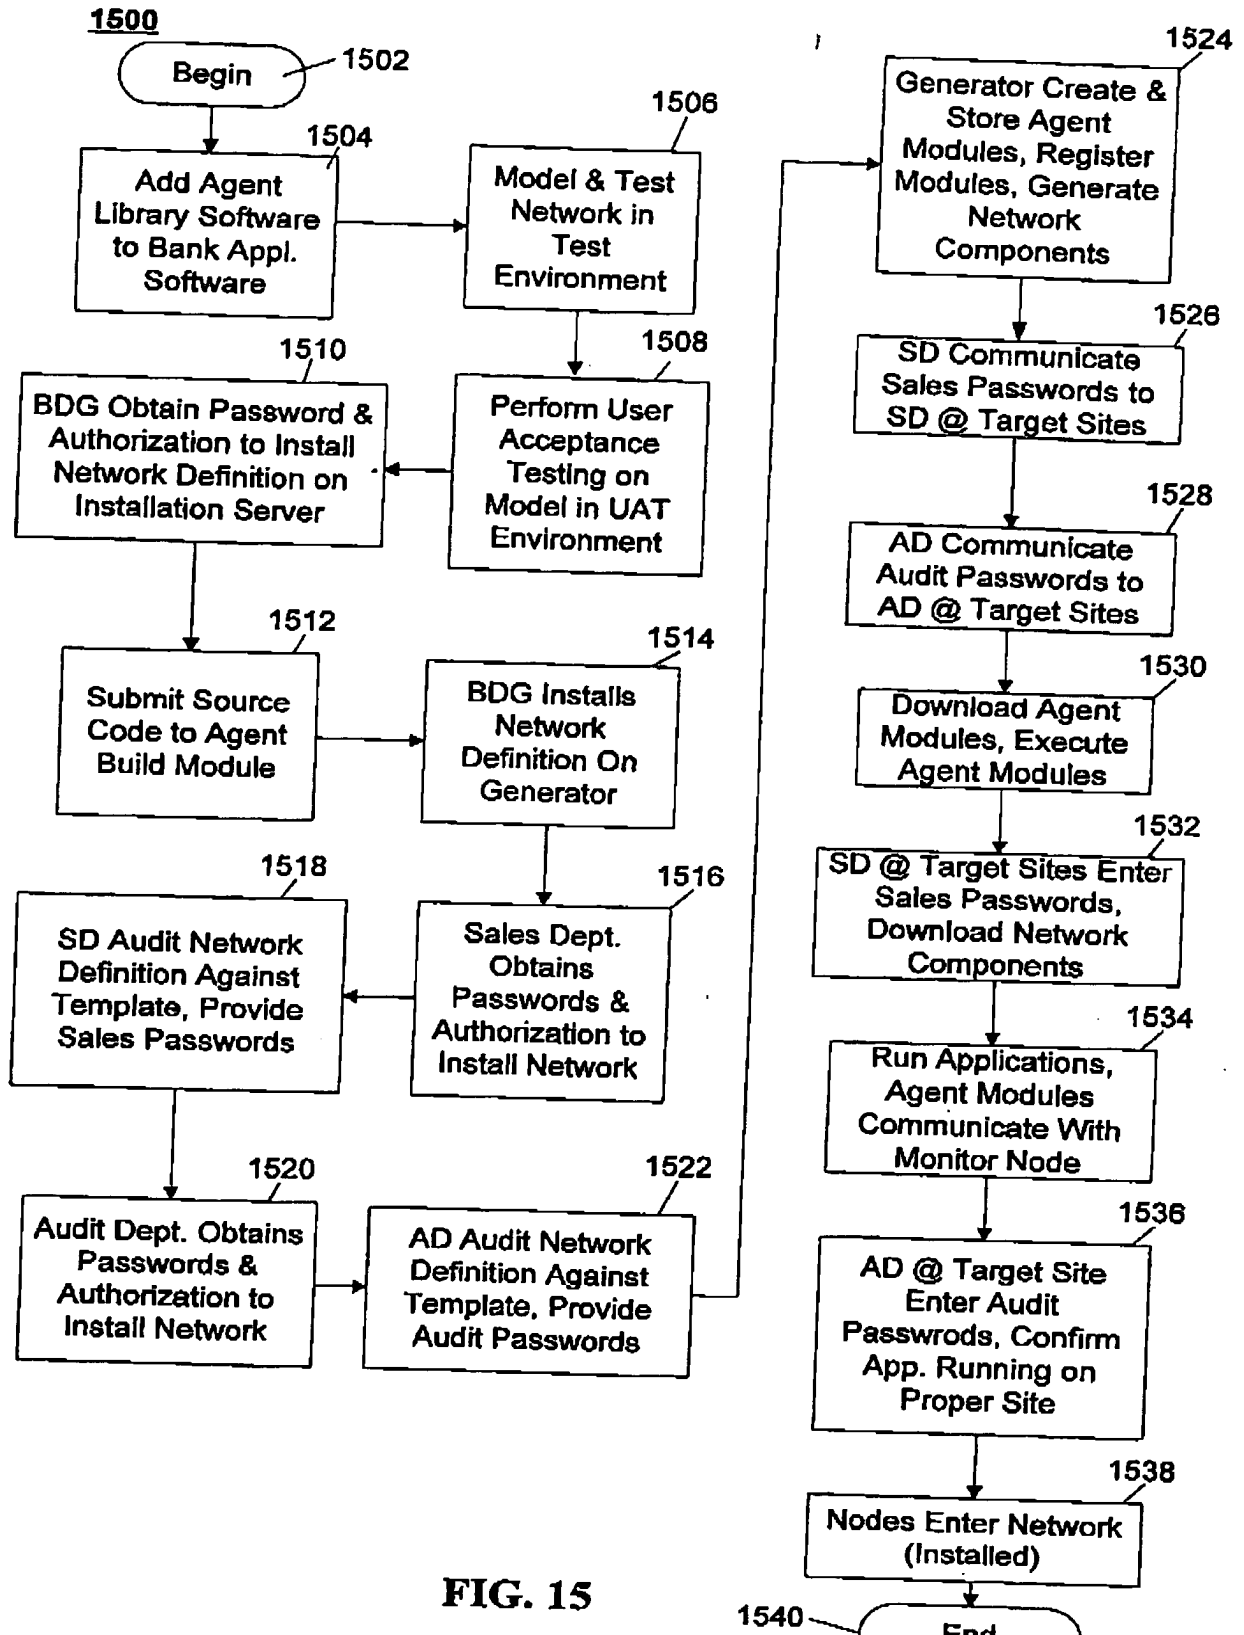 1500
Begin
1502
1504
Add Agent
Library Software
to Bank Appl.
Software
1506
Model & Test
Network in
Test
Environment
1508
Perform User
Acceptance
Testing on
Model in UAT
Environment
1510
BDG Obtain Password &
Authorization to Install
Network Definition on
Installation Server
1512
Submit Source
Code to Agent
Build Module
1514
BDG Installs
Network
Definition On
Generator
1516
Sales Dept.
Obtains
Passwords &
Authorization to
Install Network
1518
SD Audit Network
Definition Against
Template, Provide
Sales Passwords
1520
Audit Dept. Obtains
Passwords &
Authorization to
Install Network
1522
AD Audit Network
Definition Against
Template, Provide
Audit Passwords
1524
Generator Create &
Store Agent
Modules, Register
Modules, Generate
Network
Components
1526
SD Communicate
Sales Passwords to
SD @ Target Sites
1528
AD Communicate
Audit Passwords to
AD @ Target Sites
1530
Download Agent
Modules, Execute
Agent Modules
1532
SD @ Target Sites Enter
Sales Passwords,
Download Network
Components
1534
Run Applications,
Agent Modules
Communicate With
Monitor Node
1536
AD @ Target Site
Enter Audit
Passwrods, Confirm
App. Running on
Proper Site
1538
Nodes Enter Network
(Installed)
1540
End
FIG. 15